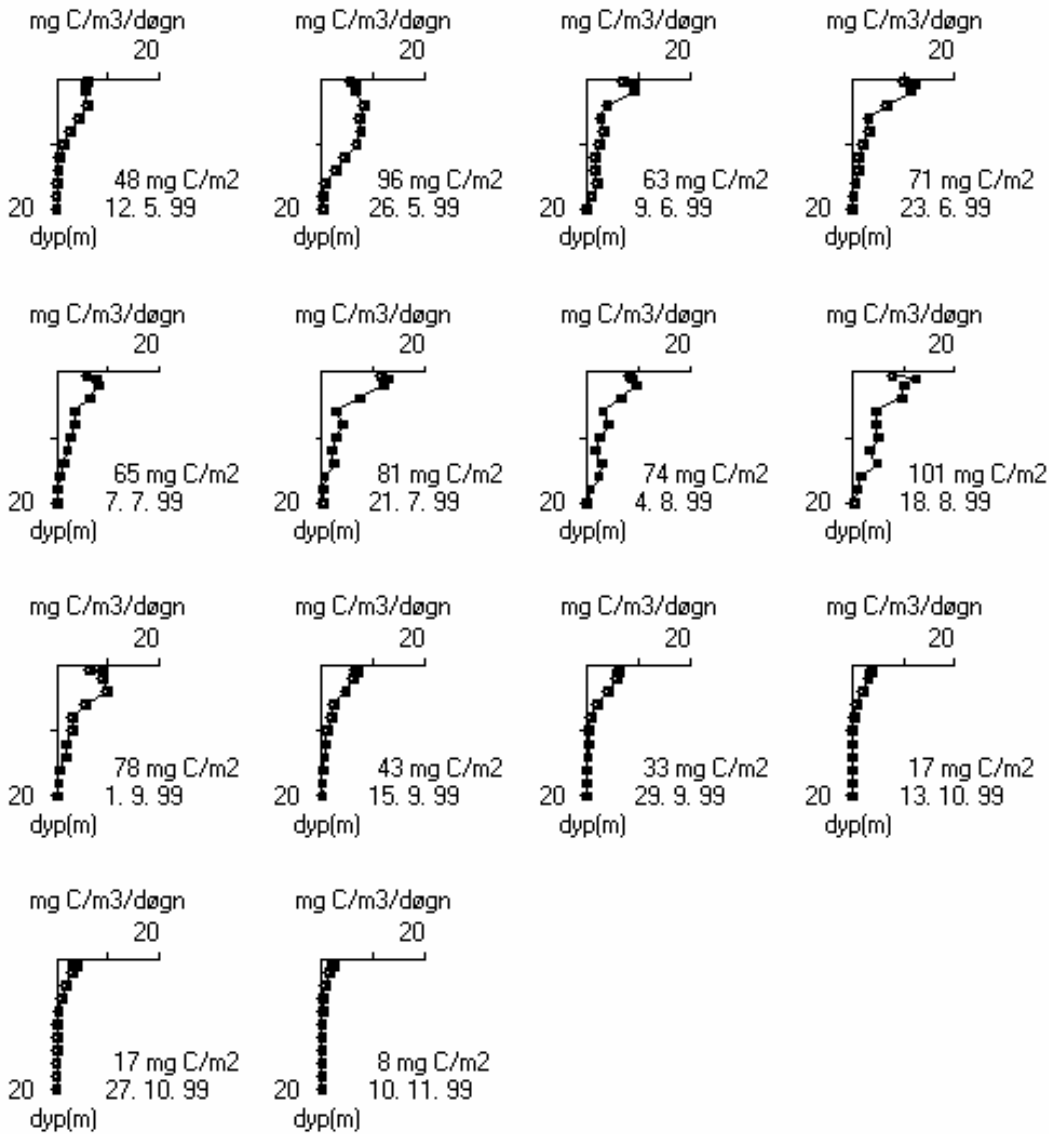 mg C/m3/døgn mg C/m3/døgn mg C/m3/døgn mg C/m3/døgn
20 20 20 20
48 mg C/m2 96 mg C/m2 63 mg C/m2 71 mg C/m2
20 12. 5. 99 20 26. 5. 99 20 9. 6. 99 20 23. 6. 99
dyp(m) dyp(m) dyp(m) dyp(m)
mg C/m3/døgn mg C/m3/døgn mg C/m3/døgn mg C/m3/døgn
20 20 20 20
65 mg C/m2 81 mg C/m2 74 mg C/m2 101 mg C/m2
20 7. 7. 99 20 21. 7. 99 20 4. 8. 99 20 18. 8. 99
dyp(m) dyp(m) dyp(m) dyp(m)
mg C/m3/døgn mg C/m3/døgn mg C/m3/døgn mg C/m3/døgn
20 20 20 20
78 mg C/m2 43 mg C/m2 33 mg C/m2 17 mg C/m2
20 1. 9. 99 20 15. 9. 99 20 29. 9. 99 20 13. 10. 99
dyp(m) dyp(m) dyp(m) dyp(m)
mg C/m3/døgn mg C/m3/døgn
20 20
17 mg C/m2 8 mg C/m2
20 27. 10. 99 20 10. 11. 99
dyp(m) dyp(m)